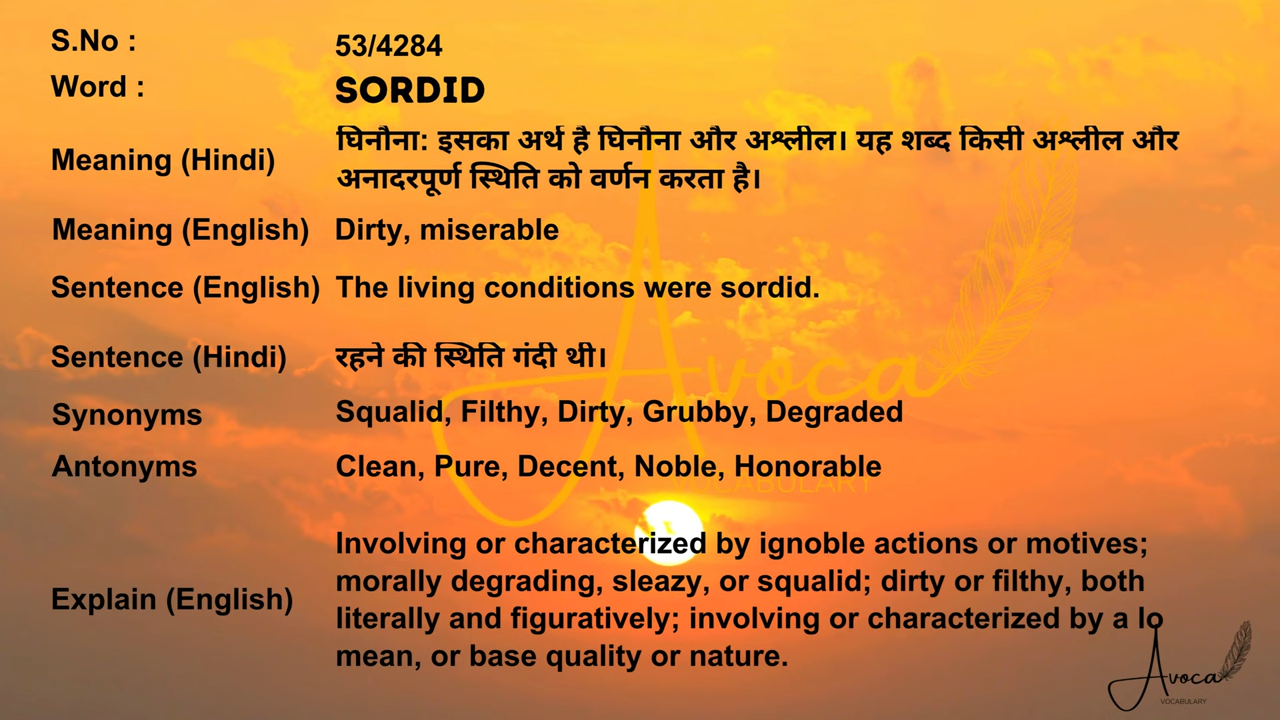 S.No : 53/4284
Word : SORDID
Meaning (Hindi) घिनौना: इसका अर्थ है घिनौना और अश्लील। यह शब्द किसी अश्लील और
अनादरपूर्ण स्थिति को वर्णन करता है।
Meaning (English) Dirty, miserable
Sentence (English) The living conditions were sordid.
Sentence (Hindi) रहने की स्थिति गंदी थी।
Synonyms Squalid, Filthy, Dirty, Grubby, Degraded
Antonyms Clean, Pure, Decent, Noble, Honorable
Explain (English) Involving or characterized by ignoble actions or motives;
morally degrading, sleazy, or squalid; dirty or filthy, both
literally and figuratively; involving or characterized by a lo
mean, or base quality or nature.
Avoca
VOCABULARY
Avoca
VOCABULARY